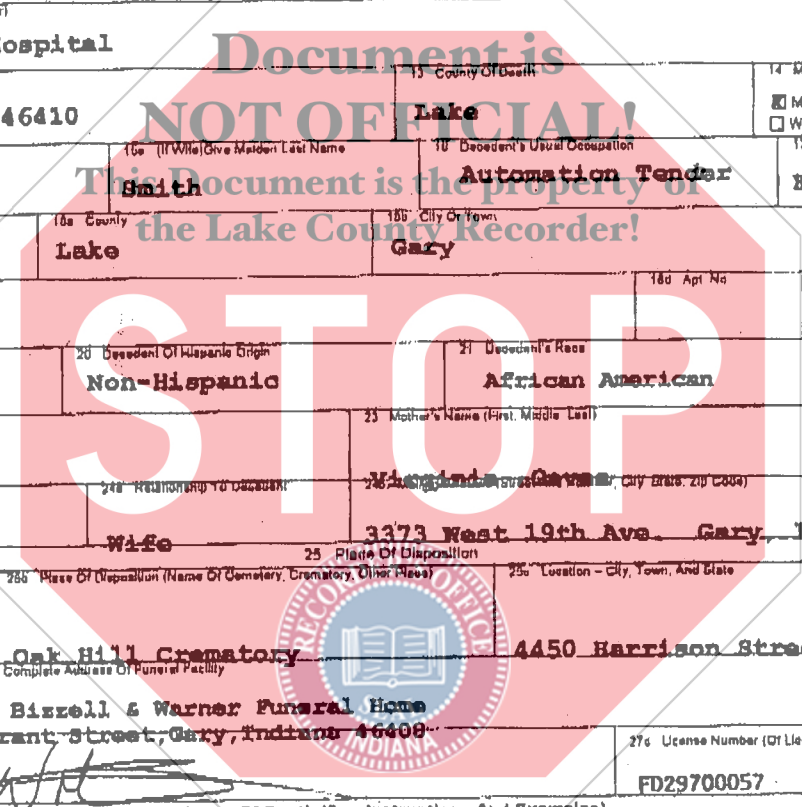 Hospital
Document is
NOT OFFICIAL!
This Document is the property of
the Lake County Recorder!
STOP
13 County Of Death
14 M
46410
Lake
M
W
(If Wife) Give Maiden Last Name
Decedent's Usual Occupation
Smith
Automation Tender
18a County
18b City Or Town
Lake
Gary
18d Apt No
20 Decedent Of Hispanic Origin
21 Decedent's Race
Non-Hispanic
African American
23 Mother's Name (First, Middle, Last)
Virginia
24a Relationship To Decedent
City, State, Zip Code)
Wife
3373 West 19th Ave. Gary,
25 Place Of Disposition
Place Of Disposition (Name Of Cemetery, Crematory, Other Place)
Location - City, Town, And State
Oak Hill Crematory
4450 Harrison Stre
Complete Address Of Funeral Facility
Bizzell & Warner Funeral Home
rant Street, Gary, Indiana 46408
RECORDER'S OFFICE
INDIANA
License Number (Of Lic
FD29700057